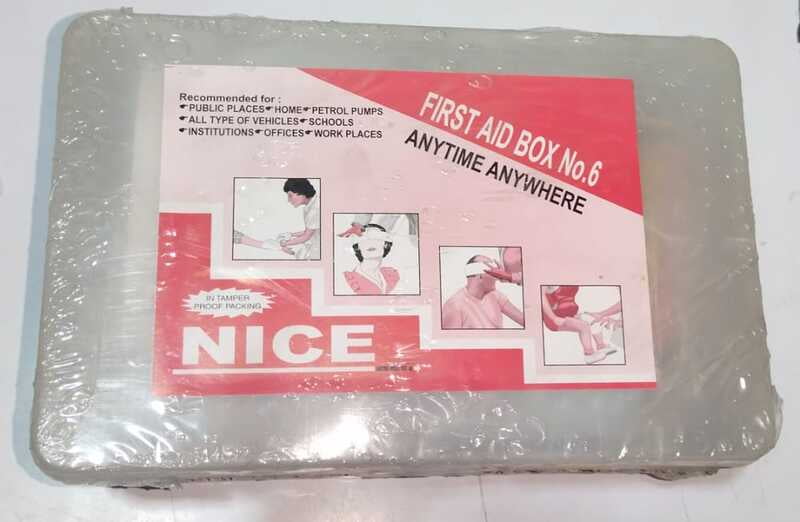 Recommended for :
☛ PUBLIC PLACES ☛ HOME ☛ PETROL PUMPS
☛ ALL TYPE OF VEHICLES ☛ SCHOOLS
☛ INSTITUTIONS ☛ OFFICES ☛ WORK PLACES
FIRST AID BOX No.6
ANYTIME ANYWHERE
IN TAMPER
PROOF PACKING
NICE